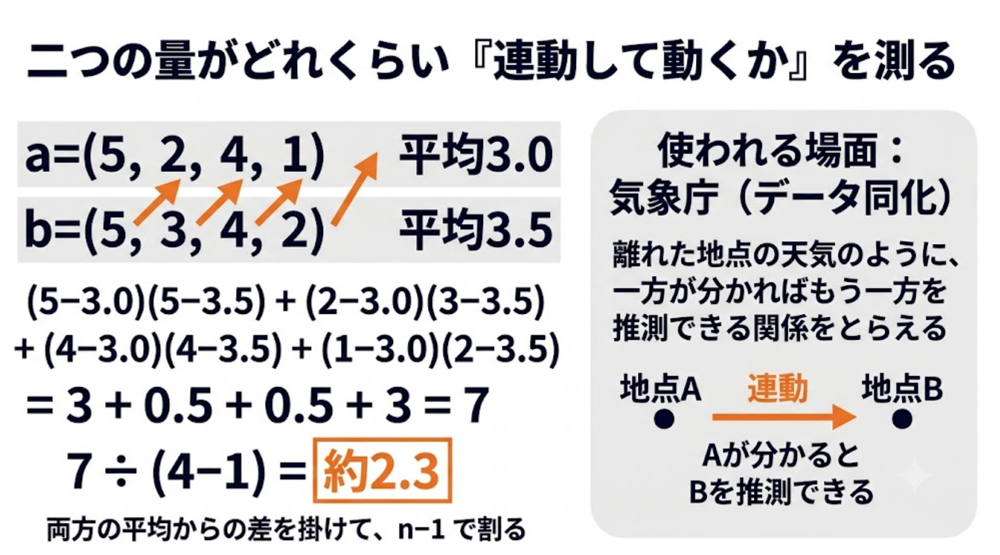 二つの量がどれくらい『連動して動くか』を測る
a=(5, 2, 4, 1) 平均3.0
b=(5, 3, 4, 2) 平均3.5
(5−3.0)(5−3.5) + (2−3.0)(3−3.5)
+ (4−3.0)(4−3.5) + (1−3.0)(2−3.5)
= 3 + 0.5 + 0.5 + 3 = 7
7 ÷ (4−1) = 約2.3
両方の平均からの差を掛けて、n−1 で割る
使われる場面：
気象庁（データ同化）
離れた地点の天気のように、
一方が分かればもう一方を
推測できる関係をとらえる
地点A 連動 地点B
Aが分かると
Bを推測できる